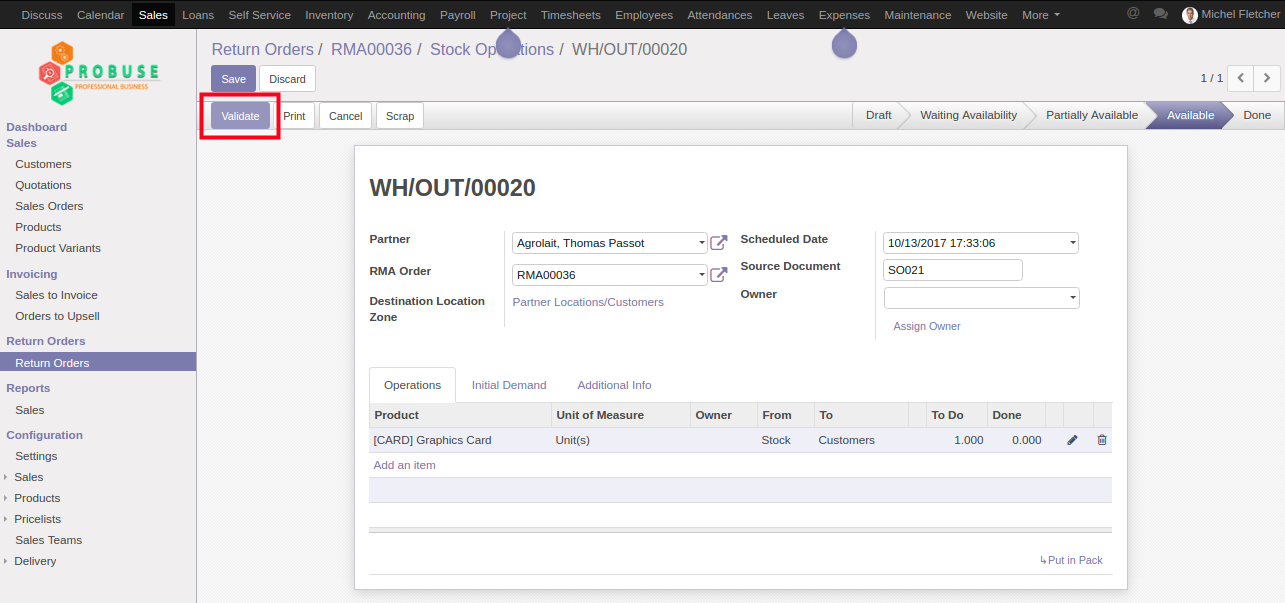 Discuss Calendar Sales Loans Self Service Inventory Accounting Payroll Project Timesheets Employees Attendances Leaves Expenses Maintenance Website More @ Michel Fletcher
PROBUSE
PROFESSIONAL BUSINESS
Dashboard
Sales
Customers
Quotations
Sales Orders
Products
Product Variants
Invoicing
Sales to Invoice
Orders to Upsell
Return Orders
Return Orders
Reports
Sales
Configuration
Settings
Sales
Products
Pricelists
Sales Teams
Delivery
Return Orders / RMA00036 / Stock Op tions / WH/OUT/00020
Save Discard 1 / 1
Validate Print Cancel Scrap Draft Waiting Availability Partially Available Available Done
WH/OUT/00020
Partner Agrolait, Thomas Passot
RMA Order RMA00036
Destination Location Zone Partner Locations/Customers
Scheduled Date 10/13/2017 17:33:06
Source Document SO021
Owner
Assign Owner
Operations Initial Demand Additional Info
Product Unit of Measure Owner From To To Do Done
[CARD] Graphics Card Unit(s) Stock Customers 1.000 0.000
Add an item
↳Put in Pack